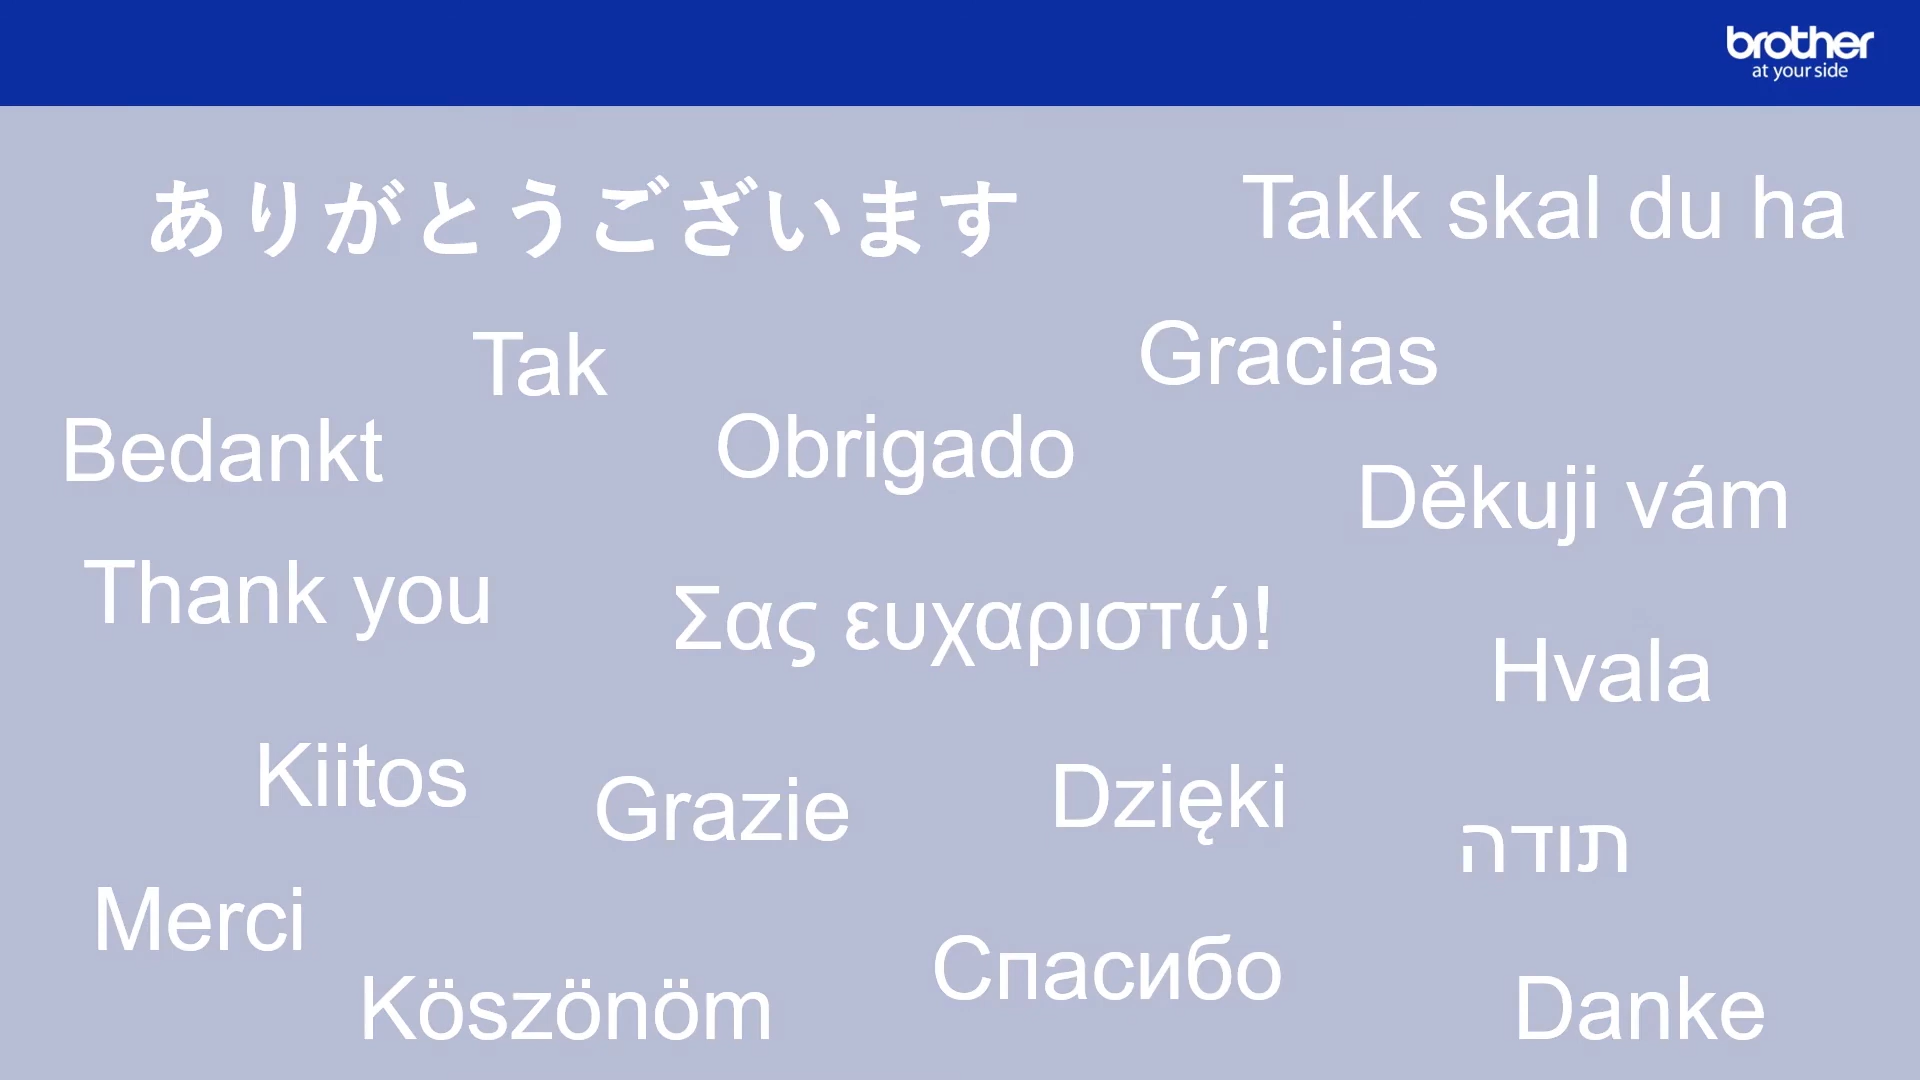 brother
at your side
ありがとうございます
Takk skal du ha
Tak
Gracias
Bedankt
Obrigado
Děkuji vám
Thank you
Σας ευχαριστώ!
Hvala
Kiitos
Grazie
Dzięki
תודה
Merci
Спасибо
Köszönöm
Danke